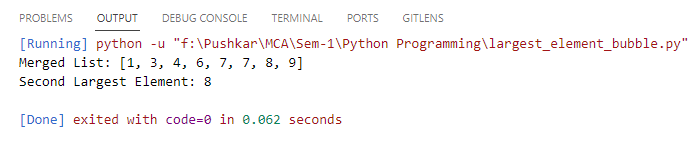 PROBLEMS OUTPUT DEBUG CONSOLE TERMINAL PORTS GITLENS
[Running] python -u "f:\Pushkar\MCA\Sem-1\Python Programming\largest_element_bubble.py"
Merged List: [1, 3, 4, 6, 7, 7, 8, 9]
Second Largest Element: 8
[Done] exited with code=0 in 0.062 seconds